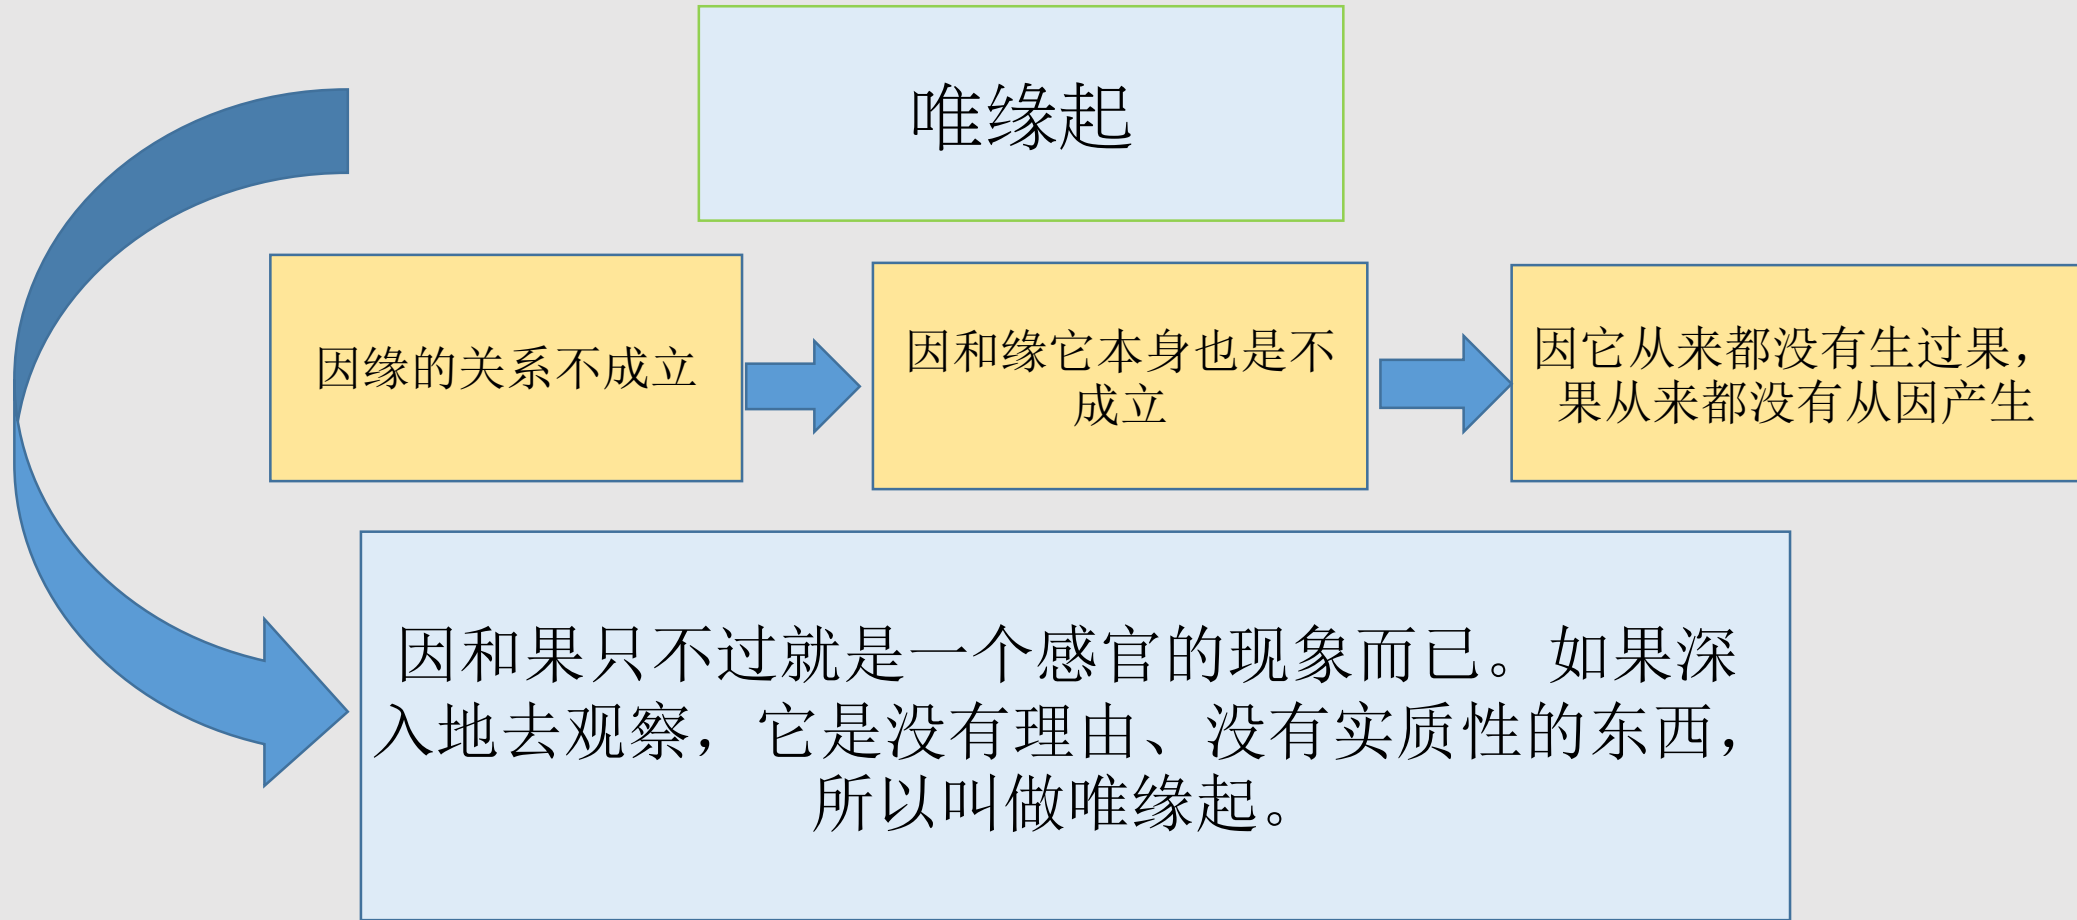 唯缘起
因缘的关系不成立
因和缘它本身也是不
成立
因它从来都没有生过果，
果从来都没有从因产生
因和果只不过就是一个感官的现象而已。如果深
入地去观察，它是没有理由、没有实质性的东西，
所以叫做唯缘起。